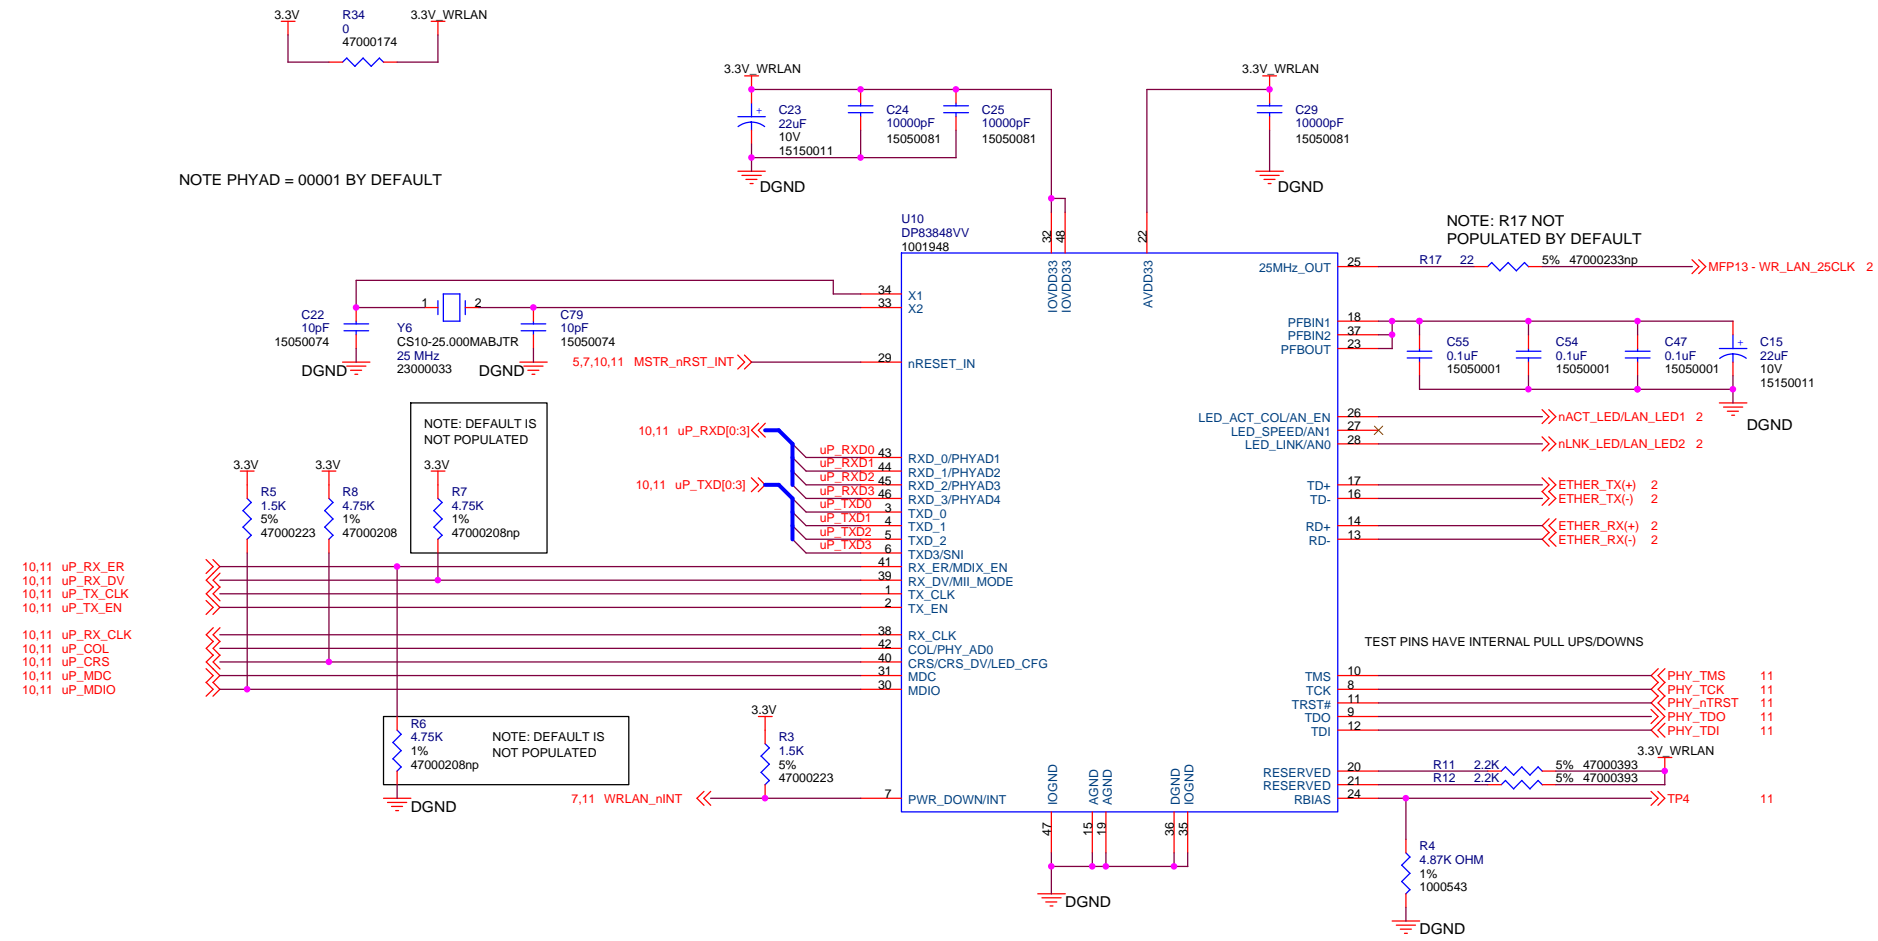 3.3V
R34
0
47000174
3.3V_WRLAN
NOTE PHYAD = 00001 BY DEFAULT
3.3V_WRLAN
C23
22uF
10V
15150011
+
C24
10000pF
15050081
C25
10000pF
15050081
DGND
3.3V_WRLAN
C29
10000pF
15050081
DGND
U10
DP83848VV
1001948
32
48
22
IOVDD33
IOVDD33
AVDD33
NOTE: R17 NOT
POPULATED BY DEFAULT
25MHz_OUT 25 R17 22 5% 47000233np MFP13 - WR_LAN_25CLK 2
34 X1
33 X2
1 2
C22
10pF
15050074
DGND
Y6
CS10-25.000MABJTR
25 MHz
23000033
C79
10pF
15050074
DGND
5,7,10,11 MSTR_nRST_INT 29 nRESET_IN
PFBIN1 18
PFBIN2 37
PFBOUT 23
C55
0.1uF
15050001
C54
0.1uF
15050001
C47
0.1uF
15050001
+
C15
22uF
10V
15150011
DGND
LED_ACT_COL/AN_EN 26 nACT_LED/LAN_LED1 2
LED_SPEED/AN1 27
LED_LINK/AN0 28 nLNK_LED/LAN_LED2 2
TD+ 17 ETHER_TX(+) 2
TD- 16 ETHER_TX(-) 2
RD+ 14 ETHER_RX(+) 2
RD- 13 ETHER_RX(-) 2
NOTE: DEFAULT IS
NOT POPULATED
3.3V
R5
1.5K
5%
47000223
3.3V
R8
4.75K
1%
47000208
3.3V
R7
4.75K
1%
47000208np
10,11 uP_RXD[0:3]
10,11 uP_TXD[0:3]
uP_RXD0 43 RXD_0/PHYAD1
uP_RXD1 44 RXD_1/PHYAD2
uP_RXD2 45 RXD_2/PHYAD3
uP_RXD3 46 RXD_3/PHYAD4
uP_TXD0 3 TXD_0
uP_TXD1 4 TXD_1
uP_TXD2 5 TXD_2
uP_TXD3 6 TXD3/SNI
10,11 uP_RX_ER 41 RX_ER/MDIX_EN
10,11 uP_RX_DV 39 RX_DV/MII_MODE
10,11 uP_TX_CLK 1 TX_CLK
10,11 uP_TX_EN 2 TX_EN
10,11 uP_RX_CLK 38 RX_CLK
10,11 uP_COL 42 COL/PHY_AD0
10,11 uP_CRS 40 CRS/CRS_DV/LED_CFG
10,11 uP_MDC 31 MDC
10,11 uP_MDIO 30 MDIO
TEST PINS HAVE INTERNAL PULL UPS/DOWNS
TMS 10 PHY_TMS 11
TCK 8 PHY_TCK 11
TRST# 11 PHY_nTRST 11
TDO 9 PHY_TDO 11
TDI 12 PHY_TDI 11
3.3V_WRLAN
RESERVED 20 R11 2.2K 5% 47000393
RESERVED 21 R12 2.2K 5% 47000393
RBIAS 24 TP4 11
R6
4.75K
1%
47000208np
NOTE: DEFAULT IS
NOT POPULATED
DGND
3.3V
R3
1.5K
5%
47000223
7,11 WRLAN_nINT 7 PWR_DOWN/INT
IOGND
AGND
AGND
DGND
IOGND
47
15
19
36
35
DGND
R4
4.87K OHM
1%
1000543
DGND